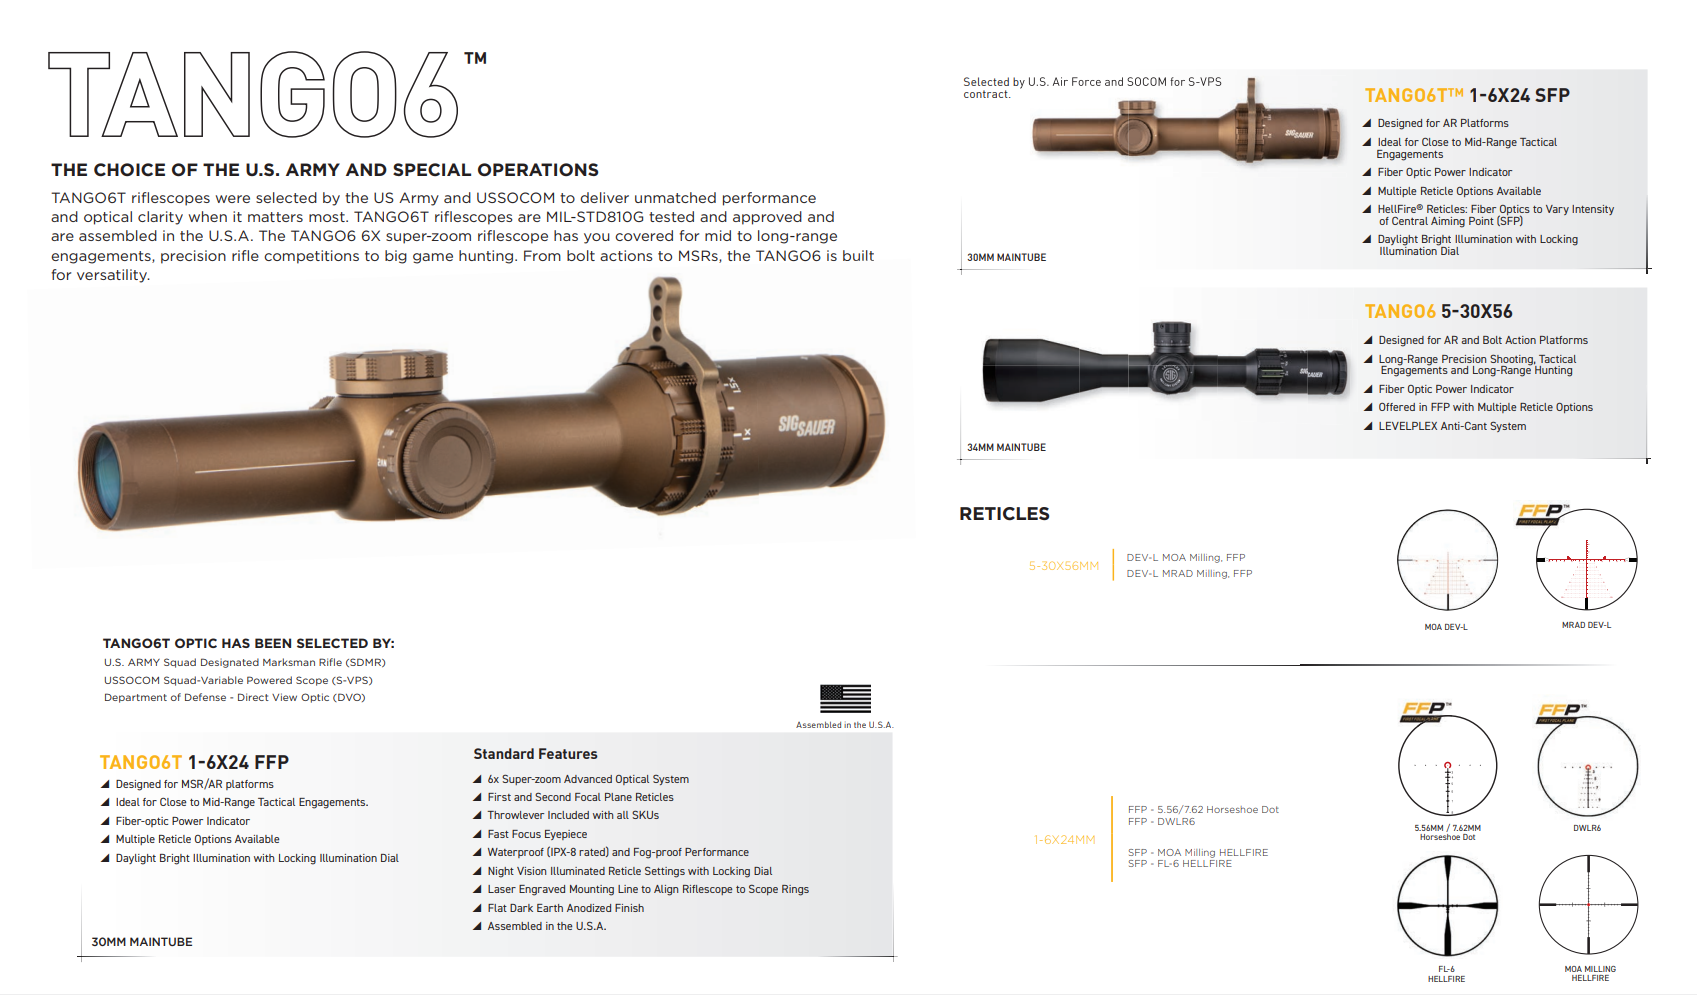 TANGO6™
THE CHOICE OF THE U.S. ARMY AND SPECIAL OPERATIONS
TANGO6T riflescopes were selected by the US Army and USSOCOM to deliver unmatched performance
and optical clarity when it matters most. TANGO6T riflescopes are MIL-STD810G tested and approved and
are assembled in the U.S.A. The TANGO6 6X super-zoom riflescope has you covered for mid to long-range
engagements, precision rifle competitions to big game hunting. From bolt actions to MSRs, the TANGO6 is built
for versatility.
SIG SAUER
TANGO6T OPTIC HAS BEEN SELECTED BY:
U.S. ARMY Squad Designated Marksman Rifle (SDMR)
USSOCOM Squad-Variable Powered Scope (S-VPS)
Department of Defense - Direct View Optic (DVO)
Assembled in the U.S.A.
TANGO6T 1-6X24 FFP
Designed for MSR/AR platforms
Ideal for Close to Mid-Range Tactical Engagements.
Fiber-optic Power Indicator
Multiple Reticle Options Available
Daylight Bright Illumination with Locking Illumination Dial
30MM MAINTUBE
Standard Features
6x Super-zoom Advanced Optical System
First and Second Focal Plane Reticles
Throwlever Included with all SKUs
Fast Focus Eyepiece
Waterproof (IPX-8 rated) and Fog-proof Performance
Night Vision Illuminated Reticle Settings with Locking Dial
Laser Engraved Mounting Line to Align Riflescope to Scope Rings
Flat Dark Earth Anodized Finish
Assembled in the U.S.A.
Selected by U.S. Air Force and SOCOM for S-VPS
contract.
SIG SAUER
30MM MAINTUBE
TANGO6T™ 1-6X24 SFP
Designed for AR Platforms
Ideal for Close to Mid-Range Tactical
Engagements
Fiber Optic Power Indicator
Multiple Reticle Options Available
HellFire® Reticles: Fiber Optics to Vary Intensity
of Central Aiming Point (SFP)
Daylight Bright Illumination with Locking
Illumination Dial
SIG SAUER
34MM MAINTUBE
TANGO6 5-30X56
Designed for AR and Bolt Action Platforms
Long-Range Precision Shooting, Tactical
Engagements and Long-Range Hunting
Fiber Optic Power Indicator
Offered in FFP with Multiple Reticle Options
LEVELPLEX Anti-Cant System
RETICLES
5-30X56MM
DEV-L MOA Milling, FFP
DEV-L MRAD Milling, FFP
MOA DEV-L
FFP™
FIRST FOCAL PLANE
MRAD DEV-L
1-6X24MM
FFP - 5.56/7.62 Horseshoe Dot
FFP - DWLR6
SFP - MOA Milling HELLFIRE
SFP - FL-6 HELLFIRE
FFP™
FIRST FOCAL PLANE
5.56MM / 7.62MM
Horseshoe Dot
FFP™
FIRST FOCAL PLANE
DWLR6
FL-6
HELLFIRE
MOA MILLING
HELLFIRE